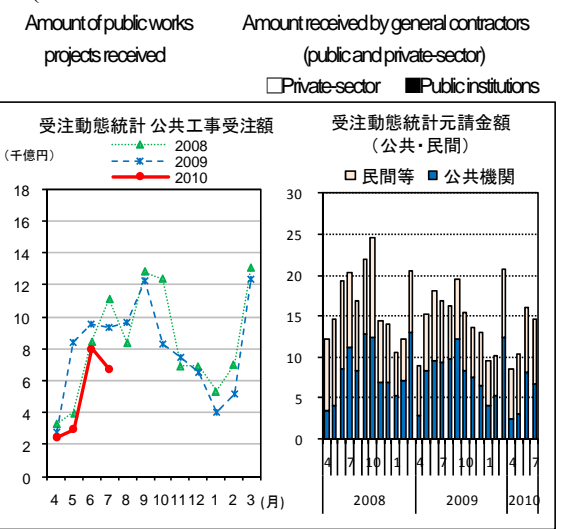 Amount of public works
projects received
Amount received by general contractors
(public and private-sector)
□Private-sector ■Public institutions
受注動態統計 公共工事受注額
(千億円)
2008
2009
2010
18
16
14
12
10
8
6
4
2
0
4 5 6 7 8 9 10 11 12 1 2 3 (月)
受注動態統計元請金額
(公共・民間)
民間等 公共機関
30
25
20
15
10
5
0
4 7 10 1 4 7 10 1 4 7
2008 2009 2010